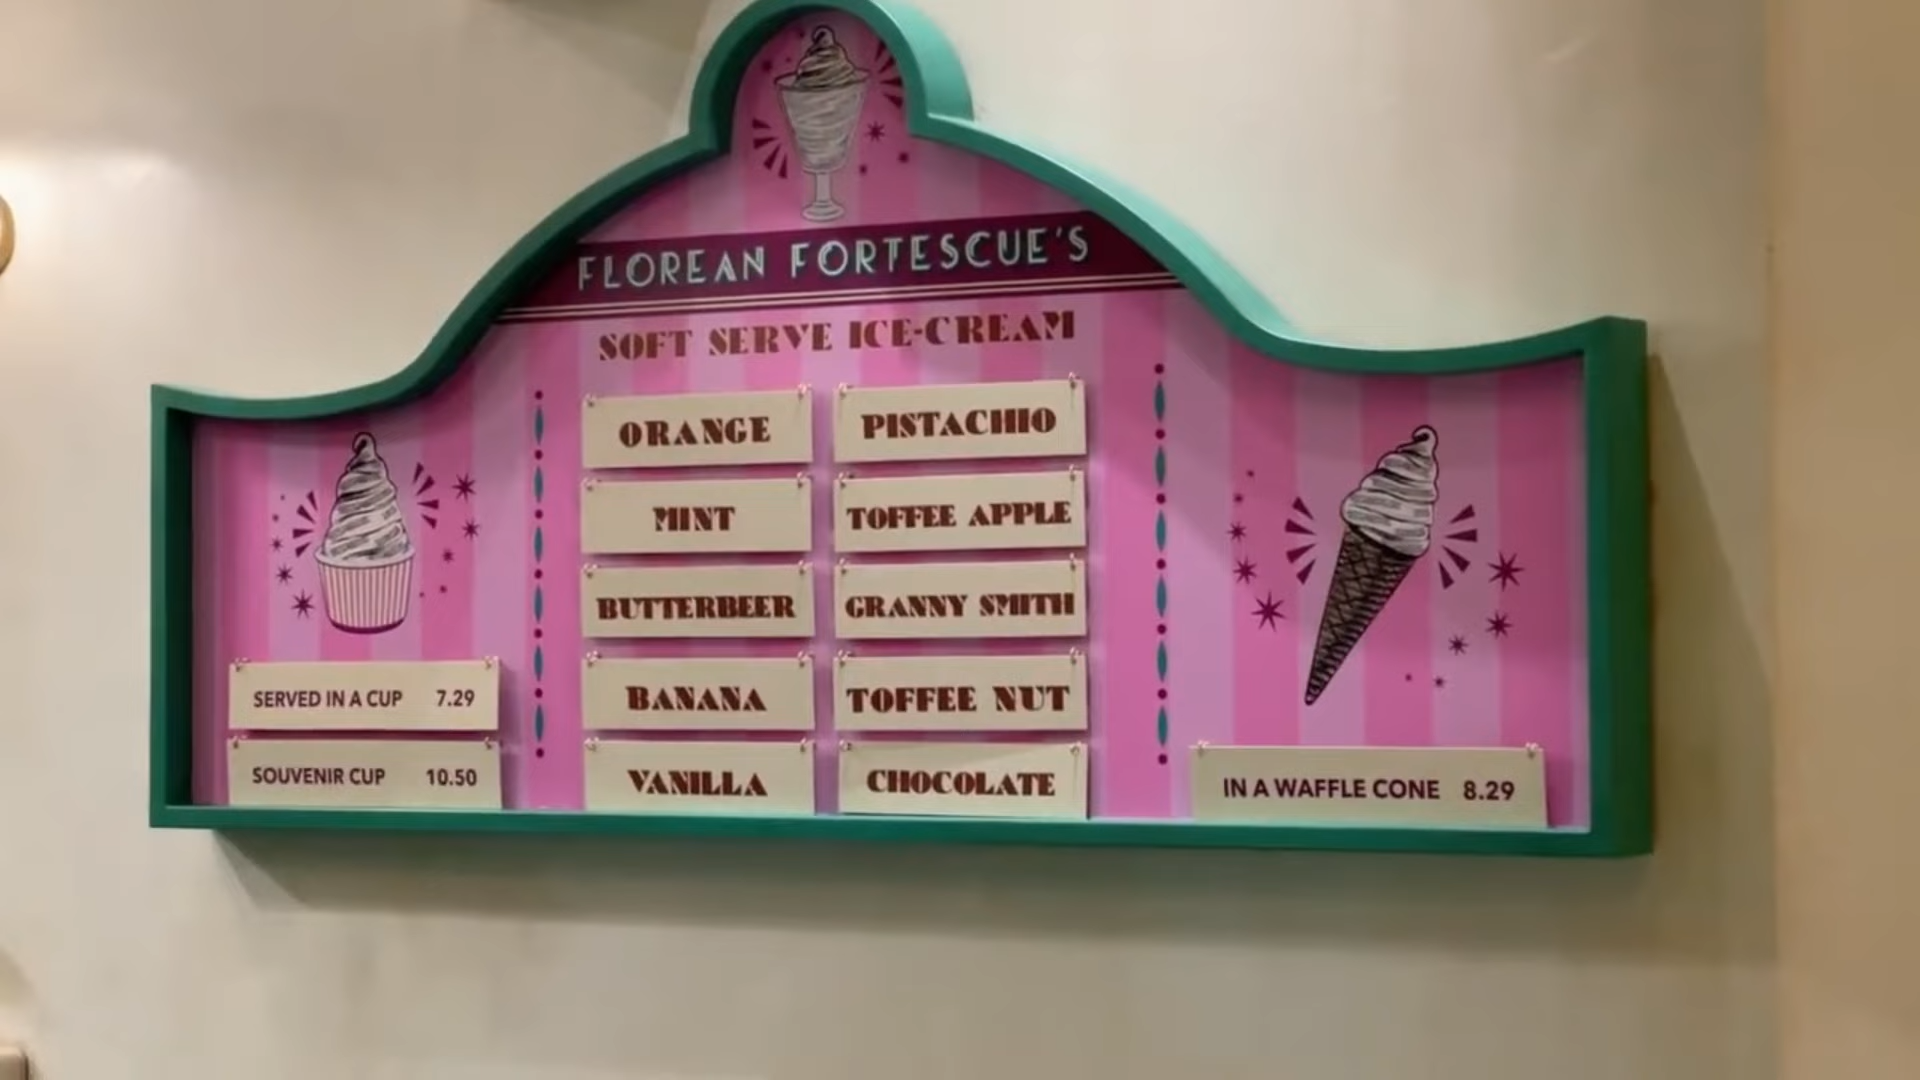 FLOREAN FORTESCUE'S
SOFT SERVE ICE-CREAM
ORANGE
PISTACHIO
MINT
TOFFEE APPLE
BUTTERBEER
GRANNY SMITH
BANANA
TOFFEE NUT
VANILLA
CHOCOLATE
SERVED IN A CUP 7.29
SOUVENIR CUP 10.50
IN A WAFFLE CONE 8.29